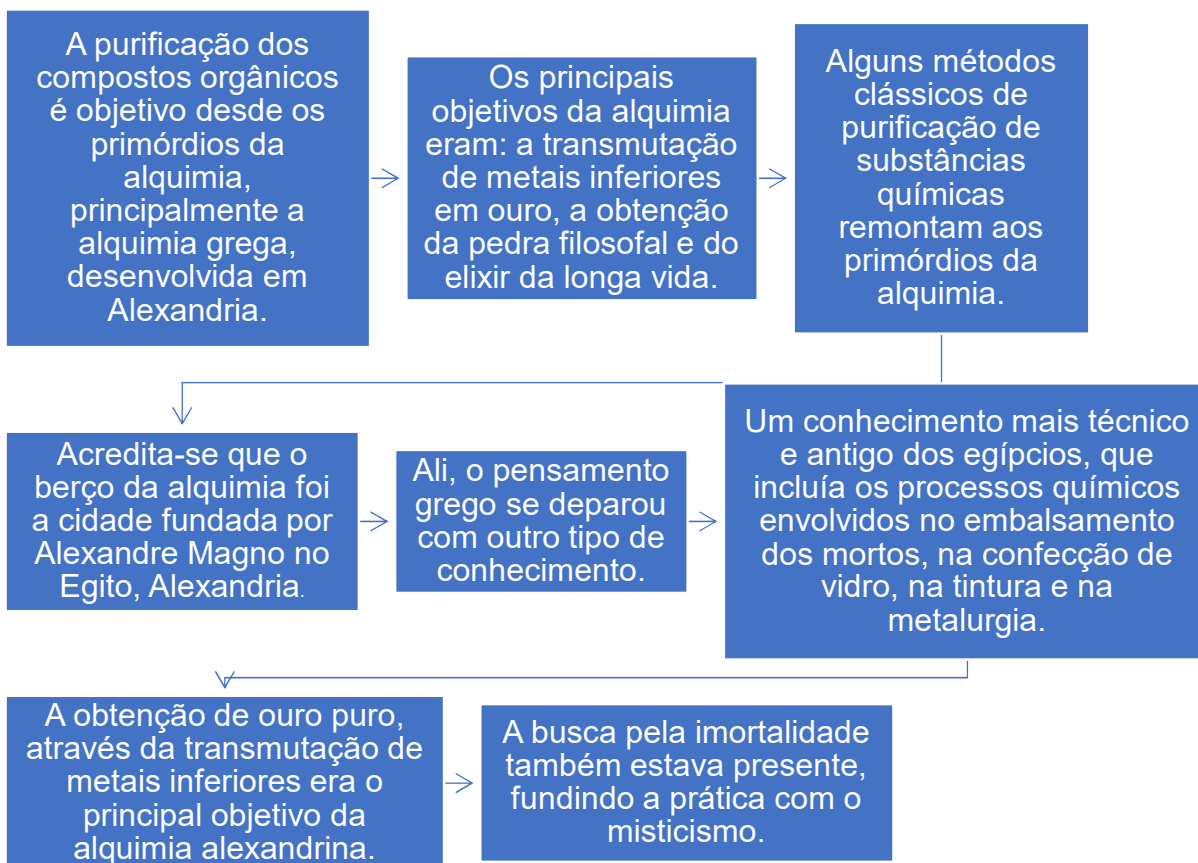 A purificação dos
compostos orgânicos
é objetivo desde os
primórdios da
alquimia,
principalmente a
alquimia grega,
desenvolvida em
Alexandria.
Os principais
objetivos da alquimia
eram: a transmutação
de metais inferiores
em ouro, a obtenção
da pedra filosofal e do
elixir da longa vida.
Alguns métodos
clássicos de
purificação de
substâncias
químicas
remontam aos
primórdios da
alquimia.
Acredita-se que o
berço da alquimia foi
a cidade fundada por
Alexandre Magno no
Egito, Alexandria.
Ali, o pensamento
grego se deparou
com outro tipo de
conhecimento.
Um conhecimento mais técnico
e antigo dos egípcios, que
incluía os processos químicos
envolvidos no embalsamento
dos mortos, na confecção de
vidro, na tintura e na
metalurgia.
A obtenção de ouro puro,
através da transmutação de
metais inferiores era o
principal objetivo da
alquimia alexandrina.
A busca pela imortalidade
também estava presente,
fundindo a prática com o
misticismo.